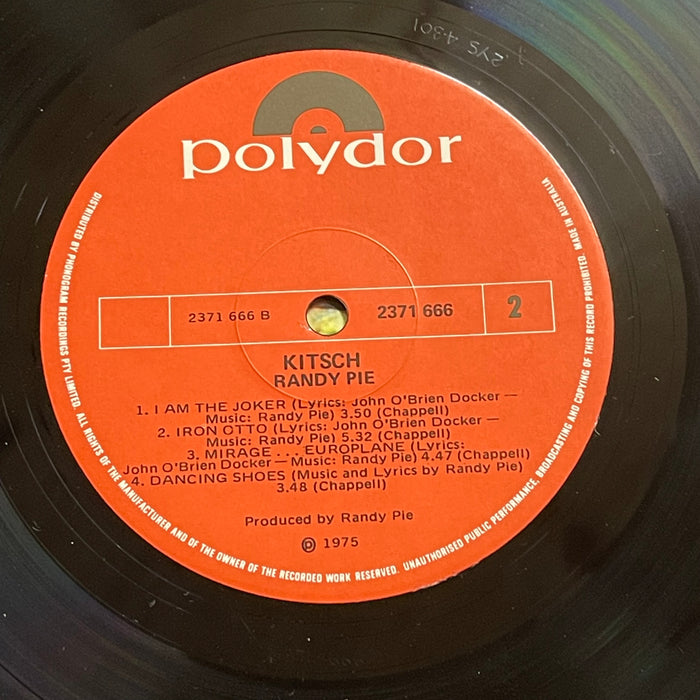 2YS 4301
polydor
2371 666 B
2371 666
2
KITSCH
RANDY PIE
1. I AM THE JOKER (Lyrics: John O'Brien Docker —
Music: Randy Pie) 3.50 (Chappell)
2. IRON OTTO (Lyrics: John O'Brien Docker —
Music: Randy Pie) 5.32 (Chappell)
3. MIRAGE . . . EUROPLANE (Lyrics:
John O'Brien Docker — Music: Randy Pie) 4.47 (Chappell)
4. DANCING SHOES (Music and Lyrics by Randy Pie)
3.48 (Chappell)
Produced by Randy Pie
℗ 1975
DISTRIBUTED BY PHONOGRAM RECORDINGS PTY LIMITED. ALL RIGHTS OF THE MANUFACTURER AND OF THE OWNER OF THE RECORDED WORK RESERVED. UNAUTHORISED PUBLIC PERFORMANCE, BROADCASTING AND COPYING OF THIS RECORD PROHIBITED. MADE IN AUSTRALIA